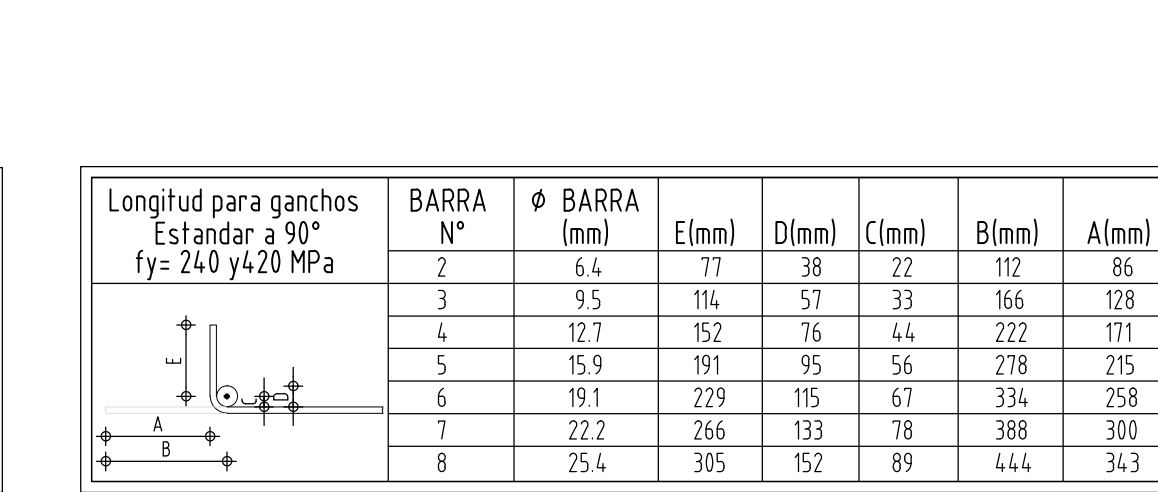 Longitud para ganchos
Estandar a 90°
fy= 240 y420 MPa
BARRA N° ϕ BARRA (mm) E(mm) D(mm) C(mm) B(mm) A(mm)
2 6.4 77 38 22 112 86
3 9.5 114 57 33 166 128
4 12.7 152 76 44 222 171
5 15.9 191 95 56 278 215
6 19.1 229 115 67 334 258
7 22.2 266 133 78 388 300
8 25.4 305 152 89 444 343
E
C D
A
B